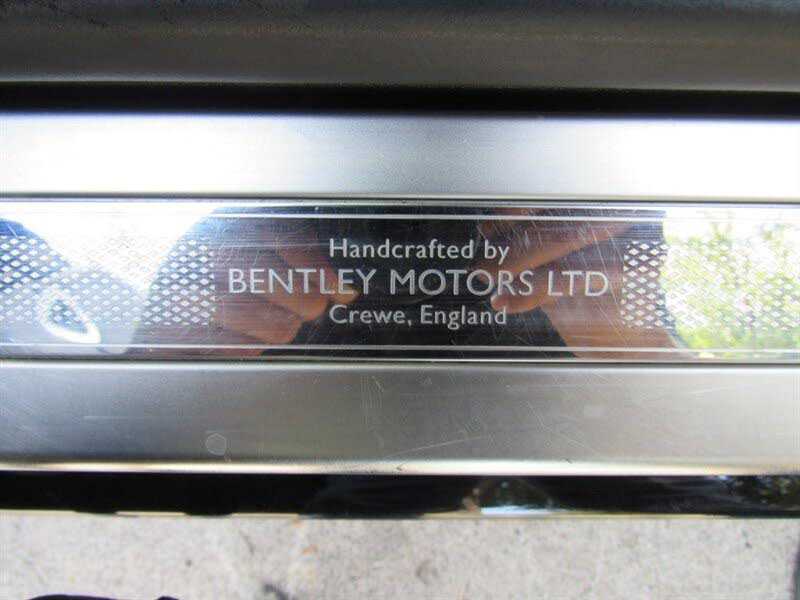 Handcrafted by
BENTLEY MOTORS LTD
Crewe, England